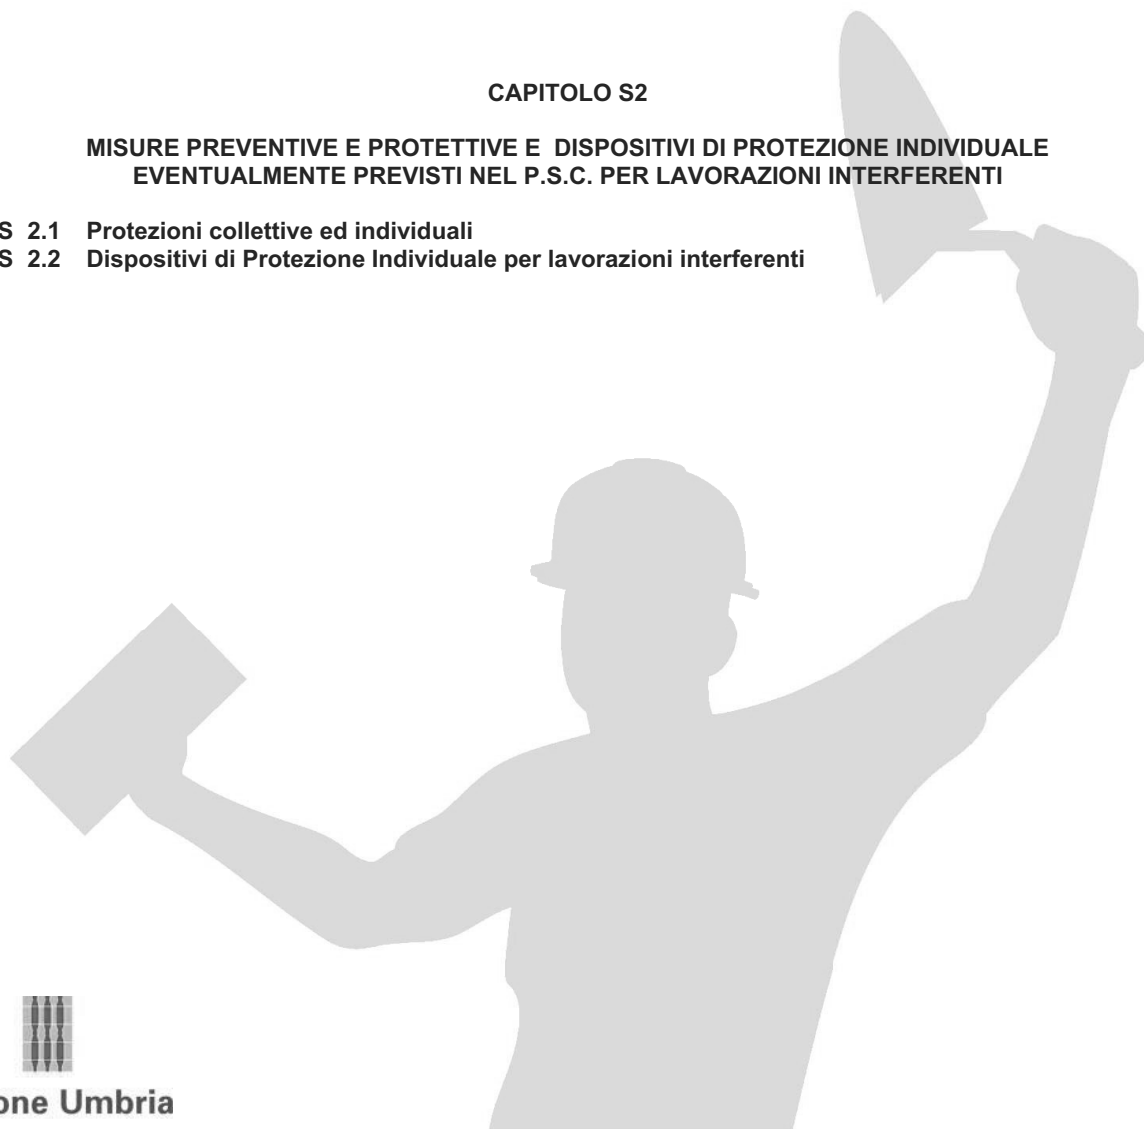 CAPITOLO S2
MISURE PREVENTIVE E PROTETTIVE E DISPOSITIVI DI PROTEZIONE INDIVIDUALE
EVENTUALMENTE PREVISTI NEL P.S.C. PER LAVORAZIONI INTERFERENTI
S 2.1 Protezioni collettive ed individuali
S 2.2 Dispositivi di Protezione Individuale per lavorazioni interferenti
one Umbria